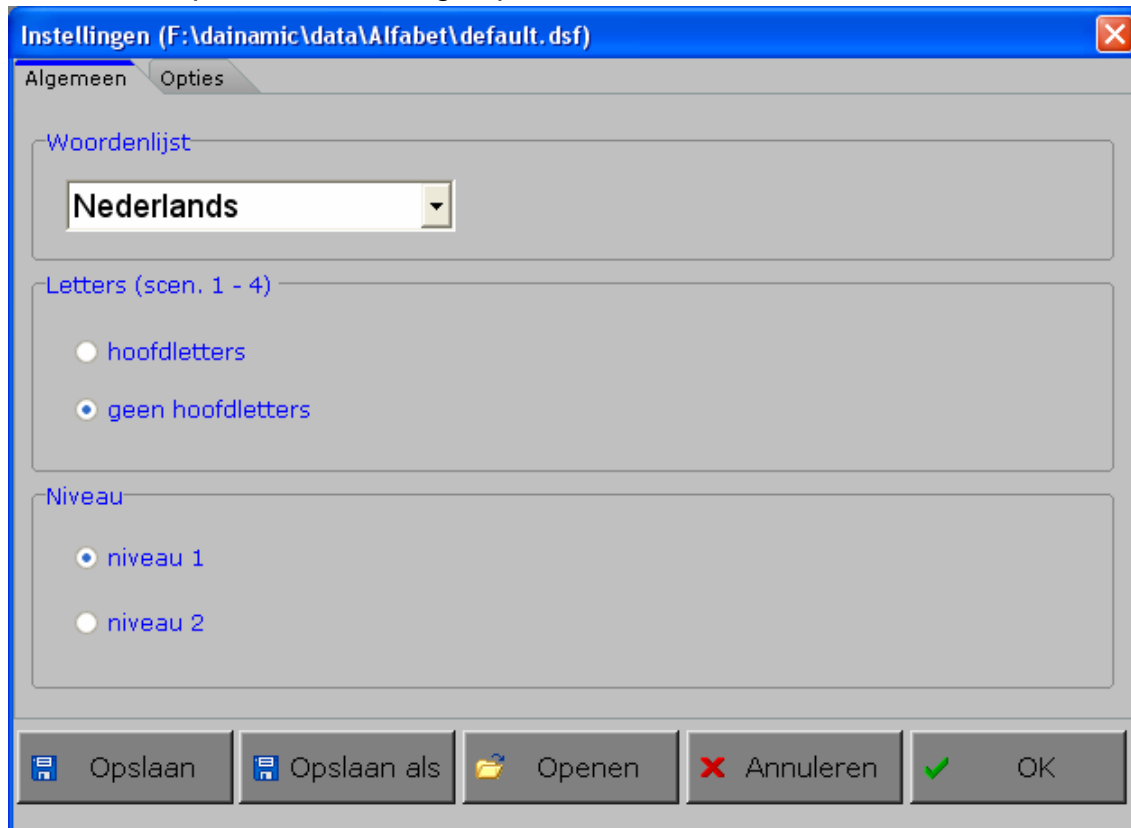 Instellingen (F:\dainamic\data\Alfabet\default.dsf)
Algemeen Opties
Woordenlijst
Nederlands
Letters (scen. 1 - 4)
hoofdletters
geen hoofdletters
Niveau
niveau 1
niveau 2
Opslaan Opslaan als Openen Annuleren OK